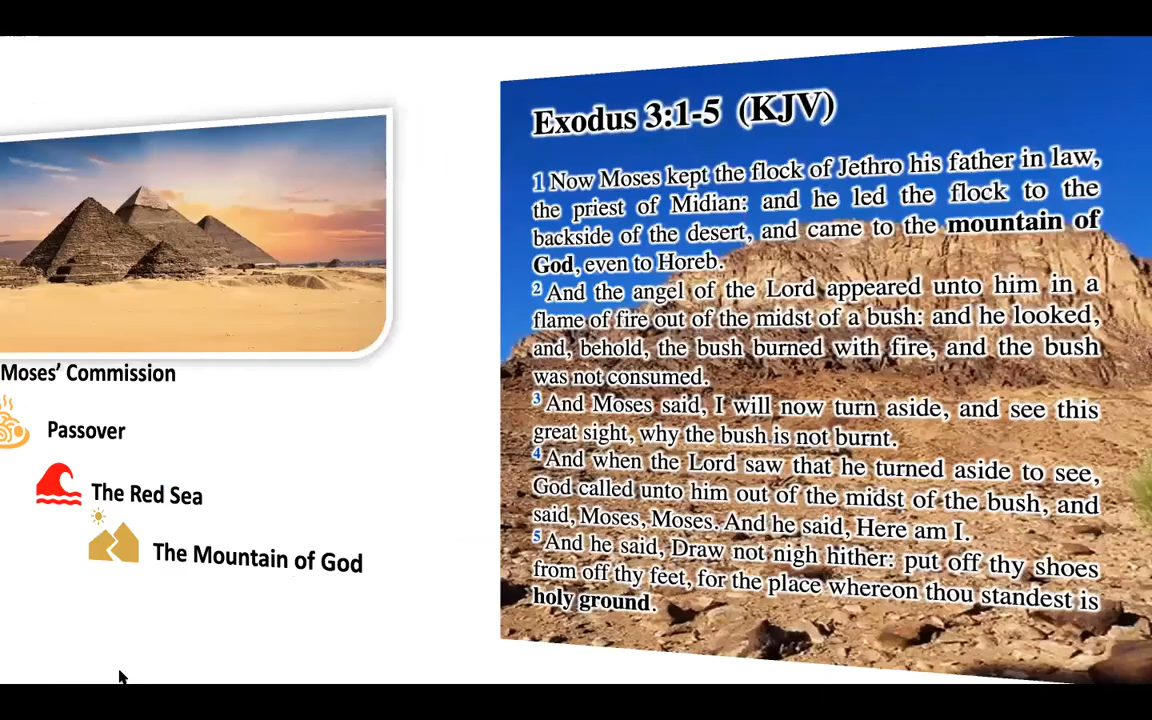 Exodus 3:1-5 (KJV)
1 Now Moses kept the flock of Jethro his father in law,
the priest of Midian: and he led the flock to the
backside of the desert, and came to the mountain of
God, even to Horeb.
2 And the angel of the Lord appeared unto him in a
flame of fire out of the midst of a bush: and he looked,
and, behold, the bush burned with fire, and the bush
was not consumed.
3 And Moses said, I will now turn aside, and see this
great sight, why the bush is not burnt.
4 And when the Lord saw that he turned aside to see,
God called unto him out of the midst of the bush, and
said, Moses, Moses. And he said, Here am I.
5 And he said, Draw not nigh hither: put off thy shoes
from off thy feet, for the place whereon thou standest is
holy ground.
Moses’ Commission
Passover
The Red Sea
The Mountain of God